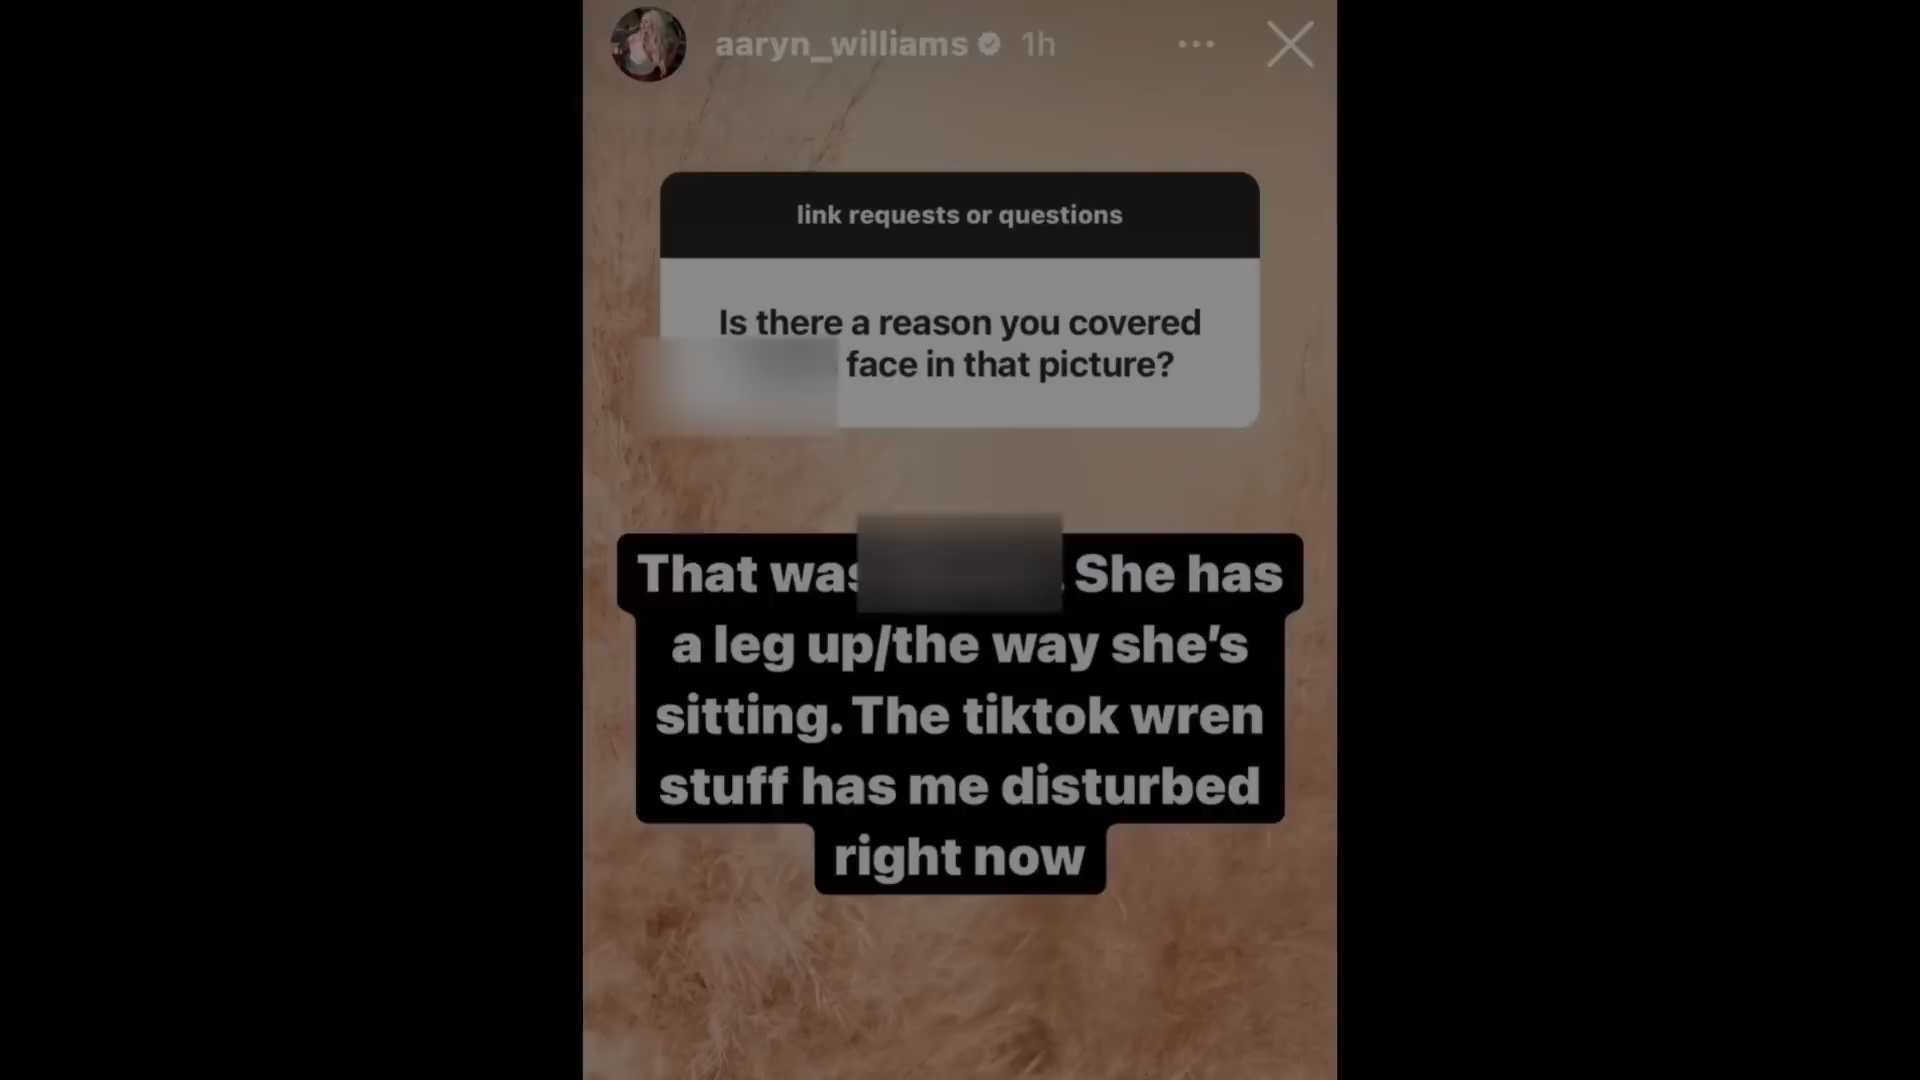 aaryn_williams 1h
link requests or questions
Is there a reason you covered
face in that picture?
That was She has
a leg up/the way she's
sitting. The tiktok wren
stuff has me disturbed
right now